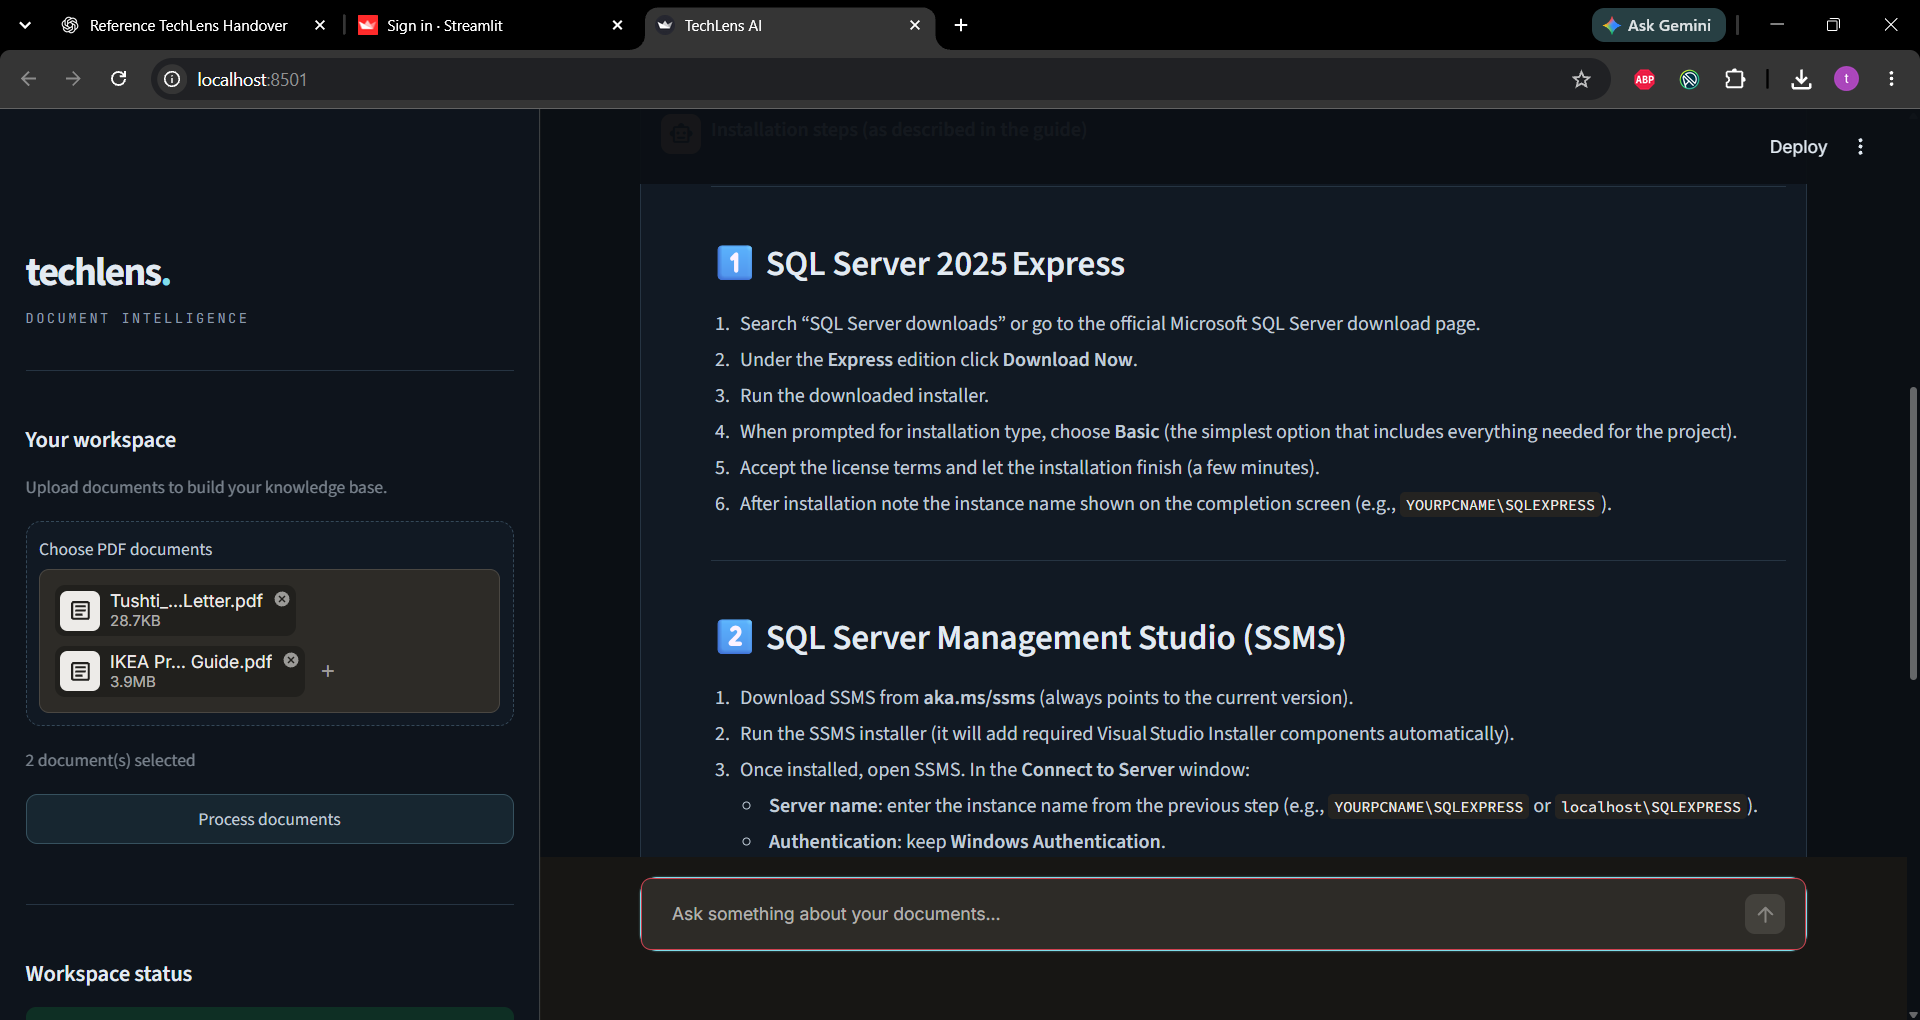 Reference TechLens Handover
Sign in · Streamlit
TechLens AI
Ask Gemini
localhost:8501
ABP
t
Installation steps (as described in the guide)
Deploy
techlens.
DOCUMENT INTELLIGENCE
Your workspace
Upload documents to build your knowledge base.
Choose PDF documents
Tushti_...Letter.pdf
28.7KB
IKEA Pr... Guide.pdf
3.9MB
2 document(s) selected
Process documents
Workspace status
1 SQL Server 2025 Express
1. Search “SQL Server downloads” or go to the official Microsoft SQL Server download page.
2. Under the Express edition click Download Now.
3. Run the downloaded installer.
4. When prompted for installation type, choose Basic (the simplest option that includes everything needed for the project).
5. Accept the license terms and let the installation finish (a few minutes).
6. After installation note the instance name shown on the completion screen (e.g., YOURPCNAME\SQLEXPRESS ).
2 SQL Server Management Studio (SSMS)
1. Download SSMS from aka.ms/ssms (always points to the current version).
2. Run the SSMS installer (it will add required Visual Studio Installer components automatically).
3. Once installed, open SSMS. In the Connect to Server window:
Server name: enter the instance name from the previous step (e.g., YOURPCNAME\SQLEXPRESS or localhost\SQLEXPRESS ).
Authentication: keep Windows Authentication.
Ask something about your documents...